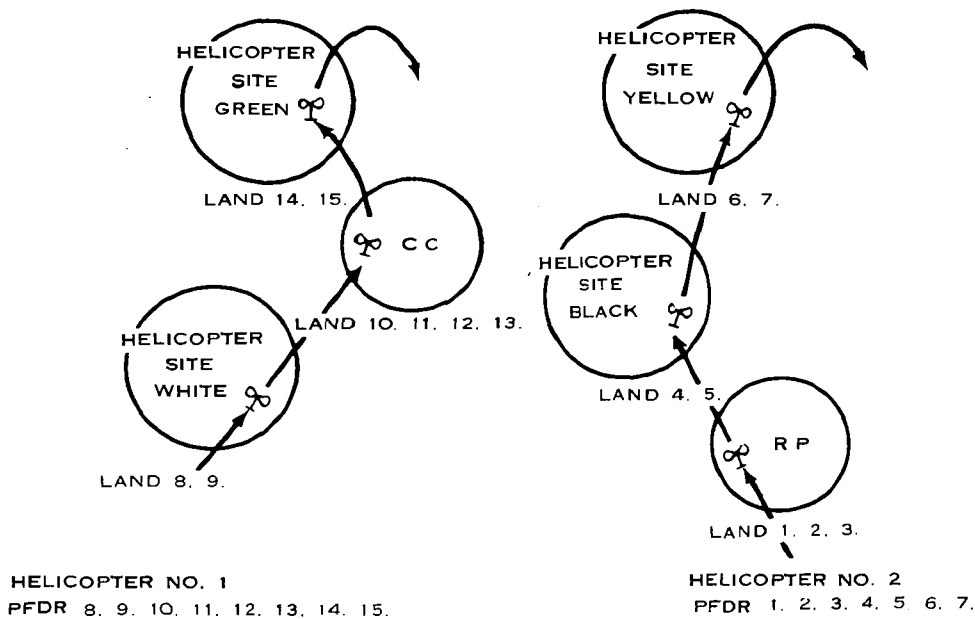 HELICOPTER
SITE
GREEN
LAND 14. 15.
CC
LAND 10. 11. 12. 13.
HELICOPTER
SITE
WHITE
LAND 8. 9.
HELICOPTER NO. 1
PFDR 8. 9. 10. 11. 12. 13. 14. 15.
HELICOPTER
SITE
YELLOW
LAND 6. 7.
HELICOPTER
SITE
BLACK
LAND 4. 5.
RP
LAND 1. 2. 3.
HELICOPTER NO. 2
PFDR 1. 2. 3. 4. 5. 6. 7.